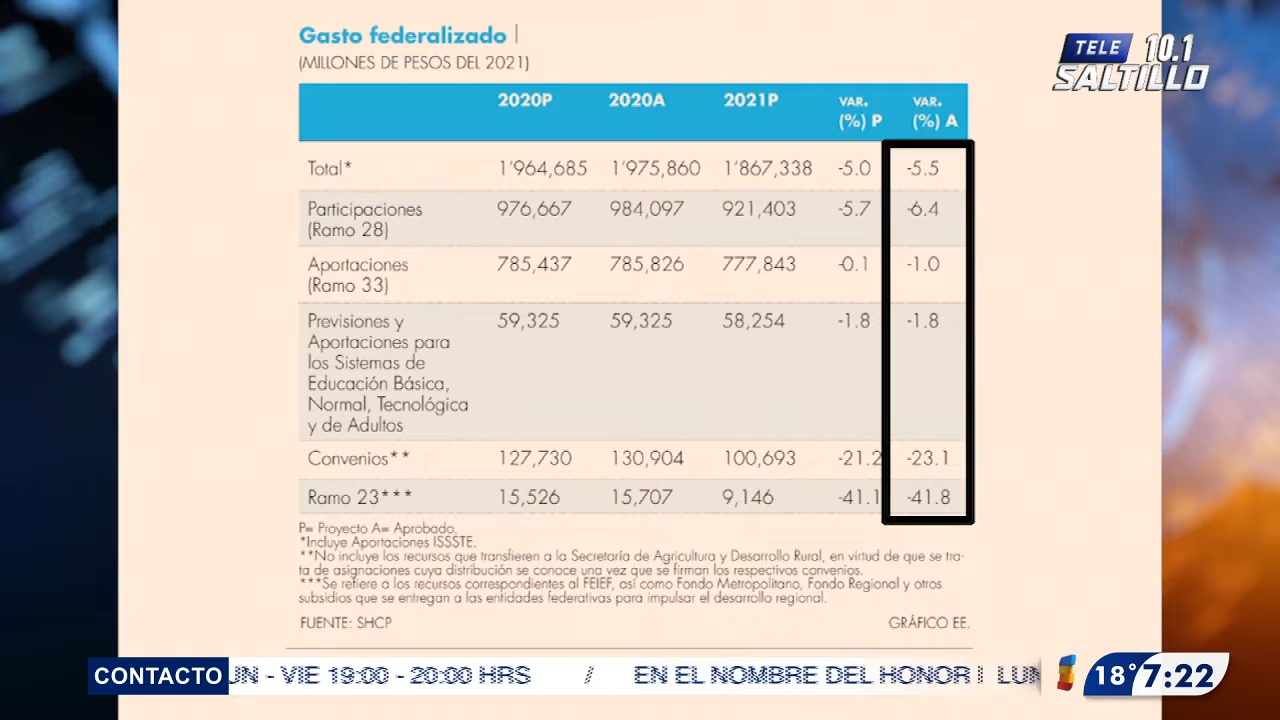 Gasto federalizado
(MILLONES DE PESOS DEL 2021)
TELE 10.1
SALTILLO
2020P 2020A 2021P VAR. (%) P VAR. (%) A
Total* 1'964,685 1'975,860 1'867,338 -5.0 -5.5
Participaciones 976,667 984,097 921,403 -5.7 -6.4
(Ramo 28)
Aportaciones 785,437 785,826 777,843 -0.1 -1.0
(Ramo 33)
Previsiones y 59,325 59,325 58,254 -1.8 -1.8
Aportaciones para
los Sistemas de
Educación Básica,
Normal, Tecnológica
y de Adultos
Convenios** 127,730 130,904 100,693 -21.2 -23.1
Ramo 23*** 15,526 15,707 9,146 -41.1 -41.8
P= Proyecto A= Aprobado.
*Incluye Aportaciones ISSSTE.
**No incluye los recursos que transfieren a la Secretaría de Agricultura y Desarrollo Rural, en virtud de que se tra-
ta de asignaciones cuya distribución se conoce una vez que se firman los respectivos convenios.
***Se refiere a los recursos correspondientes al FEIEF, así como Fondo Metropolitano, Fondo Regional y otros
subsidios que se entregan a las entidades federativas para impulsar el desarrollo regional.
FUENTE: SHCP GRÁFICO EE.
CONTACTO UN - VIE 19:00 - 20:00 HRS / EN EL NOMBRE DEL HONOR | LUN 18° 7:22